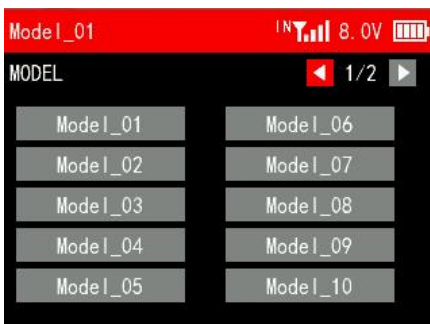 Model_01 IN 8.0V
MODEL 1/2
Model_01 Model_06
Model_02 Model_07
Model_03 Model_08
Model_04 Model_09
Model_05 Model_10